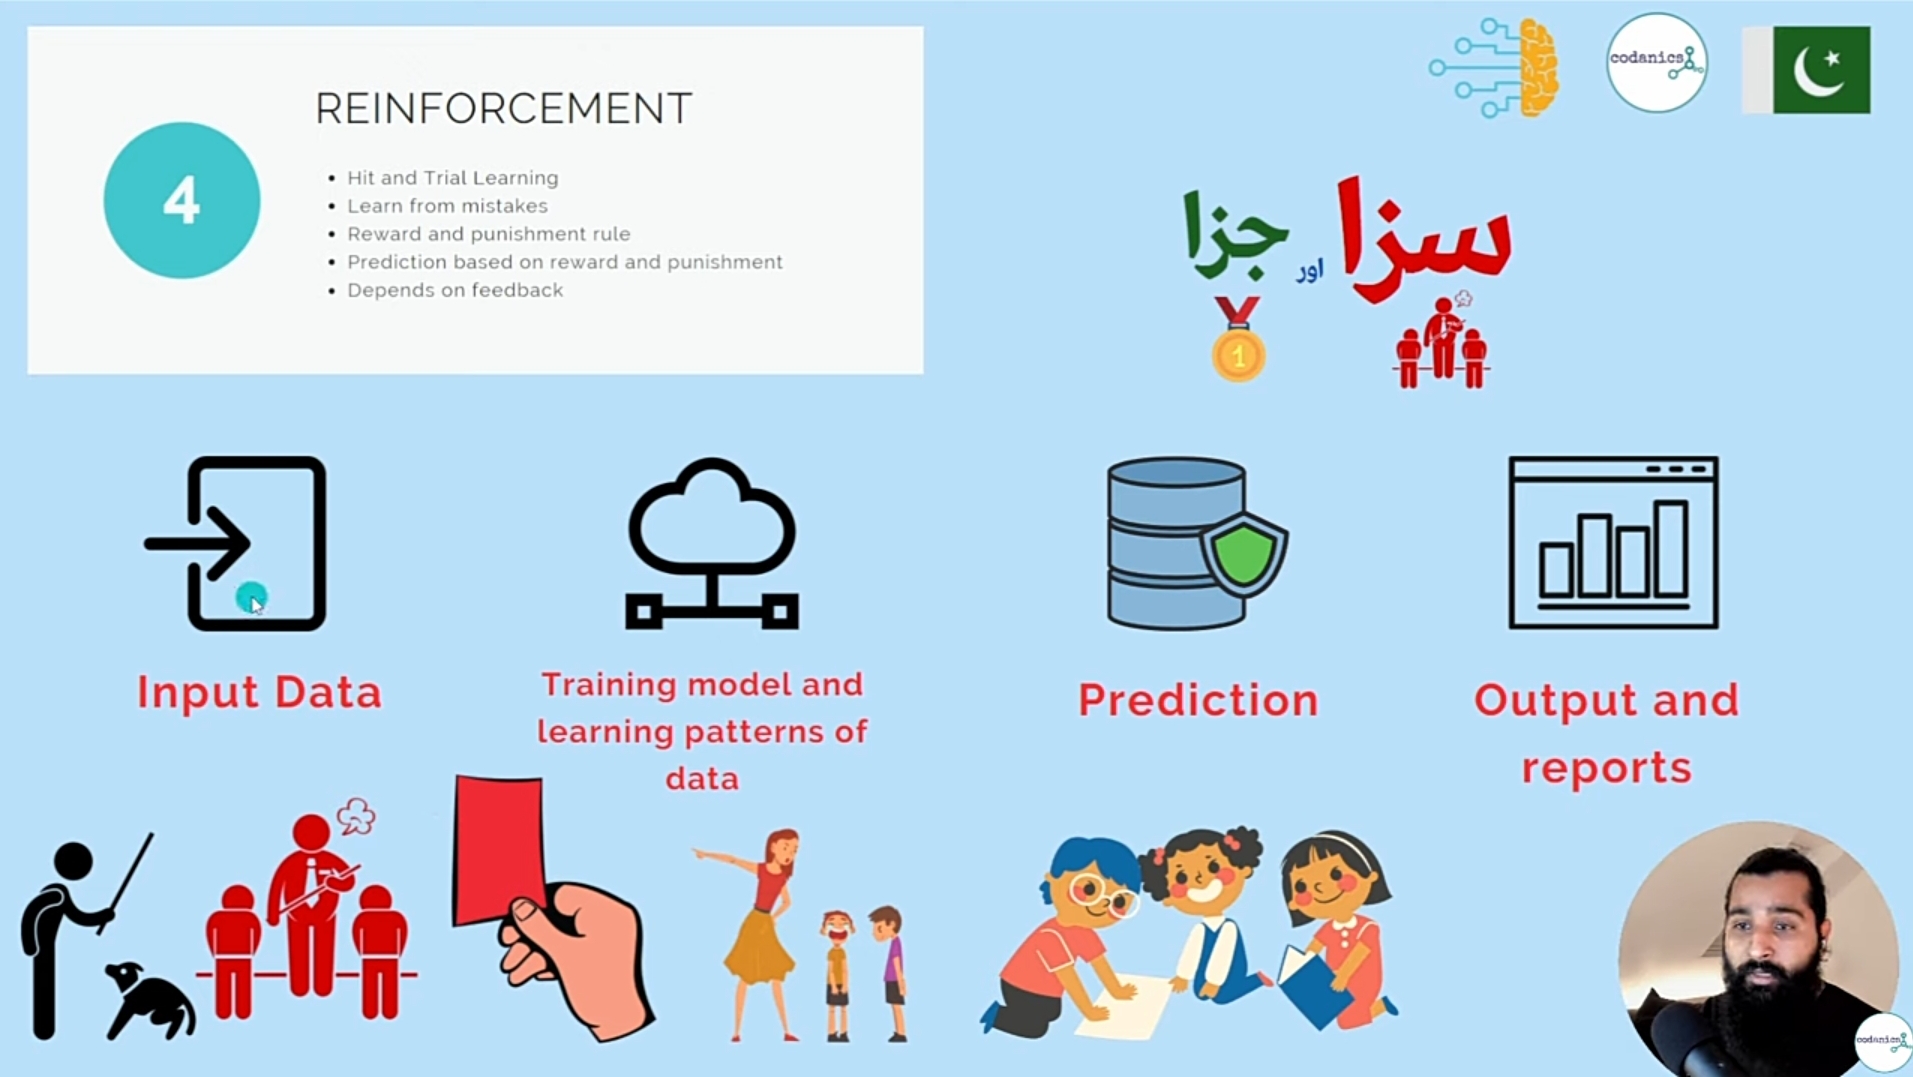 REINFORCEMENT
4
• Hit and Trial Learning
• Learn from mistakes
• Reward and punishment rule
• Prediction based on reward and punishment
• Depends on feedback
codanics
سزا اور جزا
1
Input Data
Training model and
learning patterns of
data
Prediction
Output and
reports
codanics